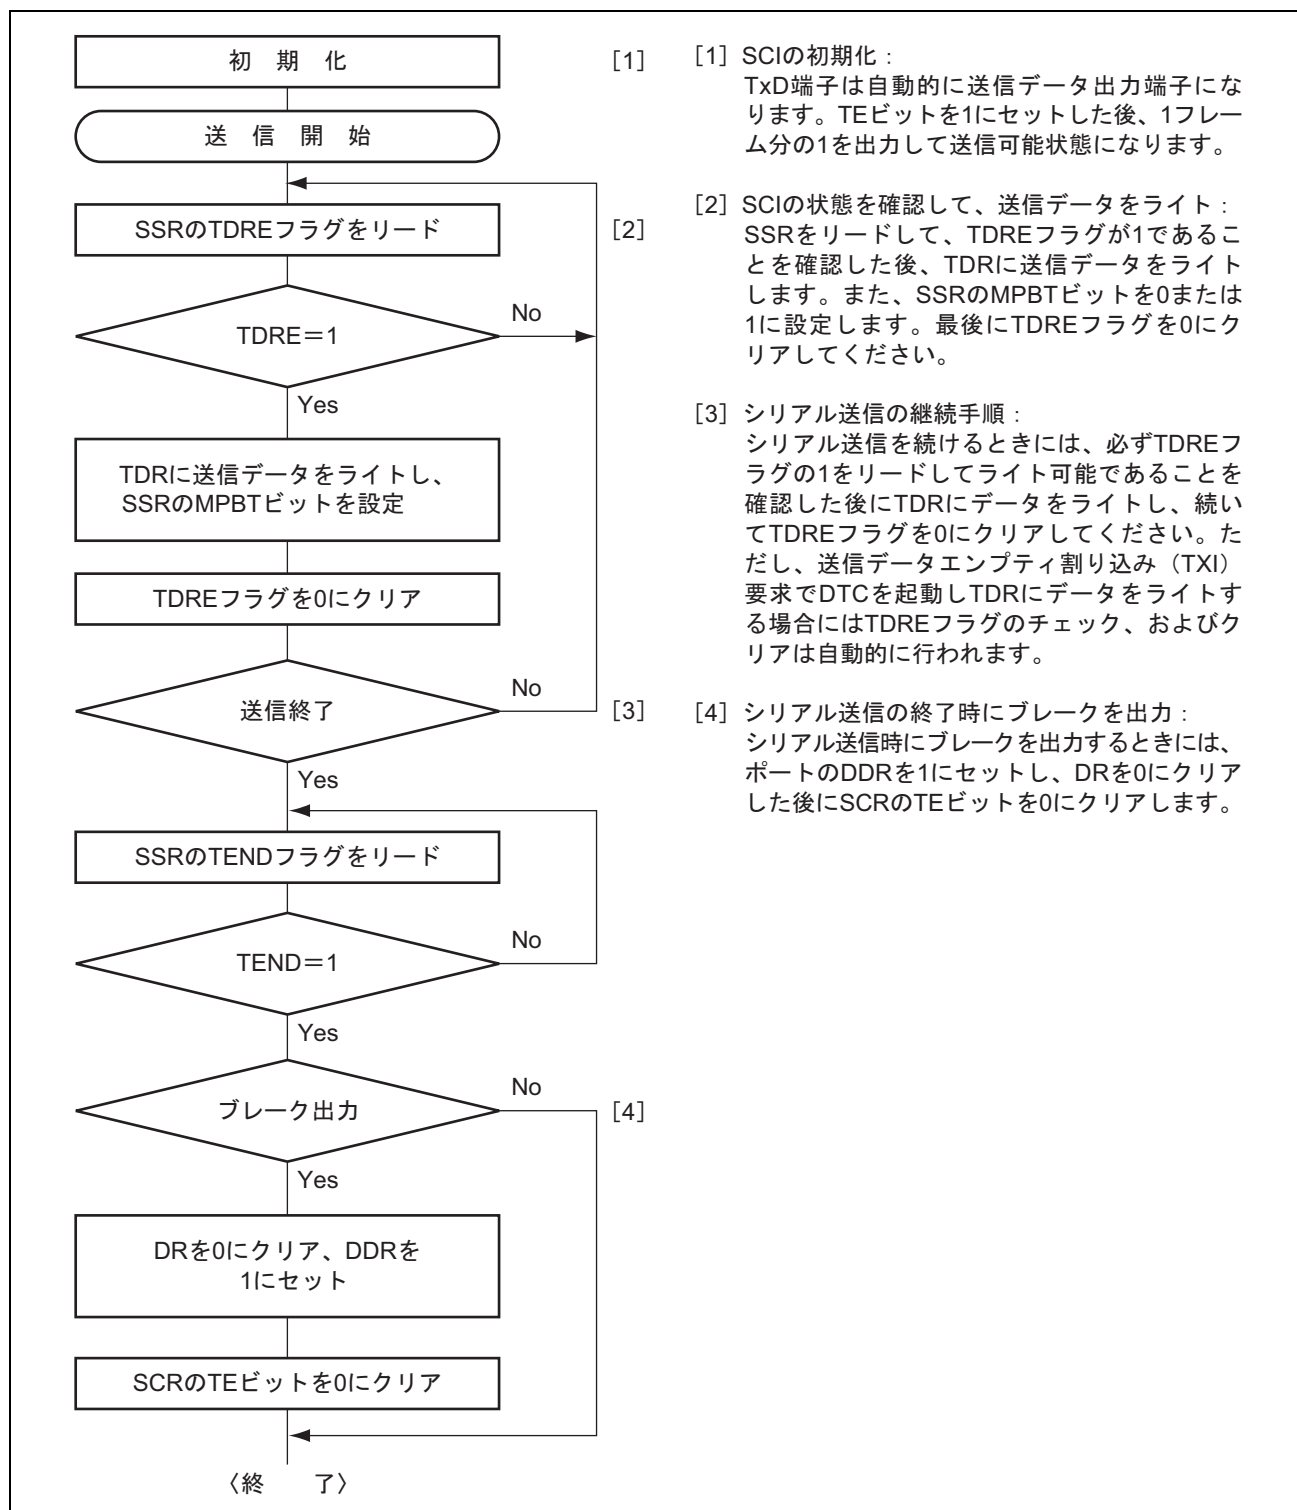 初 期 化
[1]
送 信 開 始
SSRのTDREフラグをリード
[2]
TDRE＝1
No
Yes
TDRに送信データをライトし、
SSRのMPBTビットを設定
TDREフラグを0にクリア
送信終了
No
[3]
Yes
SSRのTENDフラグをリード
TEND＝1
No
Yes
ブレーク出力
No
[4]
Yes
DRを0にクリア、DDRを
1にセット
SCRのTEビットを0にクリア
〈終 了〉
[1] SCIの初期化：
TxD端子は自動的に送信データ出力端子にな
ります。TEビットを1にセットした後、1フレー
ム分の1を出力して送信可能状態になります。
[2] SCIの状態を確認して、送信データをライト：
SSRをリードして、TDREフラグが1であるこ
とを確認した後、TDRに送信データをライト
します。また、SSRのMPBTビットを0または
1に設定します。最後にTDREフラグを0にク
リアしてください。
[3] シリアル送信の継続手順：
シリアル送信を続けるときには、必ずTDREフ
ラグの1をリードしてライト可能であることを
確認した後にTDRにデータをライトし、続い
てTDREフラグを0にクリアしてください。た
だし、送信データエンプティ割り込み（TXI）
要求でDTCを起動しTDRにデータをライトす
る場合にはTDREフラグのチェック、およびク
リアは自動的に行われます。
[4] シリアル送信の終了時にブレークを出力：
シリアル送信時にブレークを出力するときには、
ポートのDDRを1にセットし、DRを0にクリア
した後にSCRのTEビットを0にクリアします。